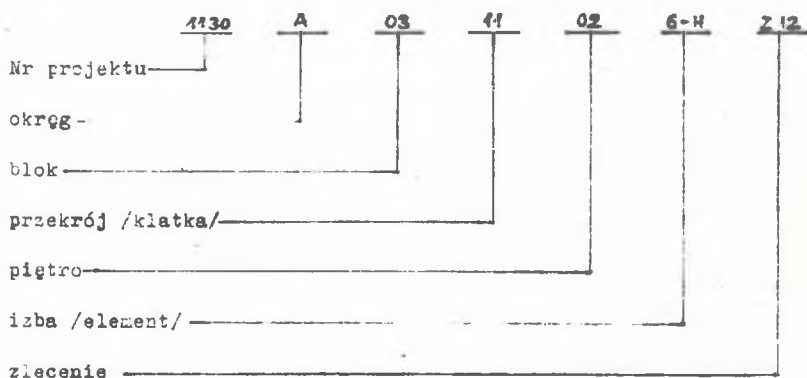 1130 A 03 11 02 6-H Z 12
Nr projektu
okręg -
blok
przekrój /klatka/
piętro
izba /element/
zlecenie